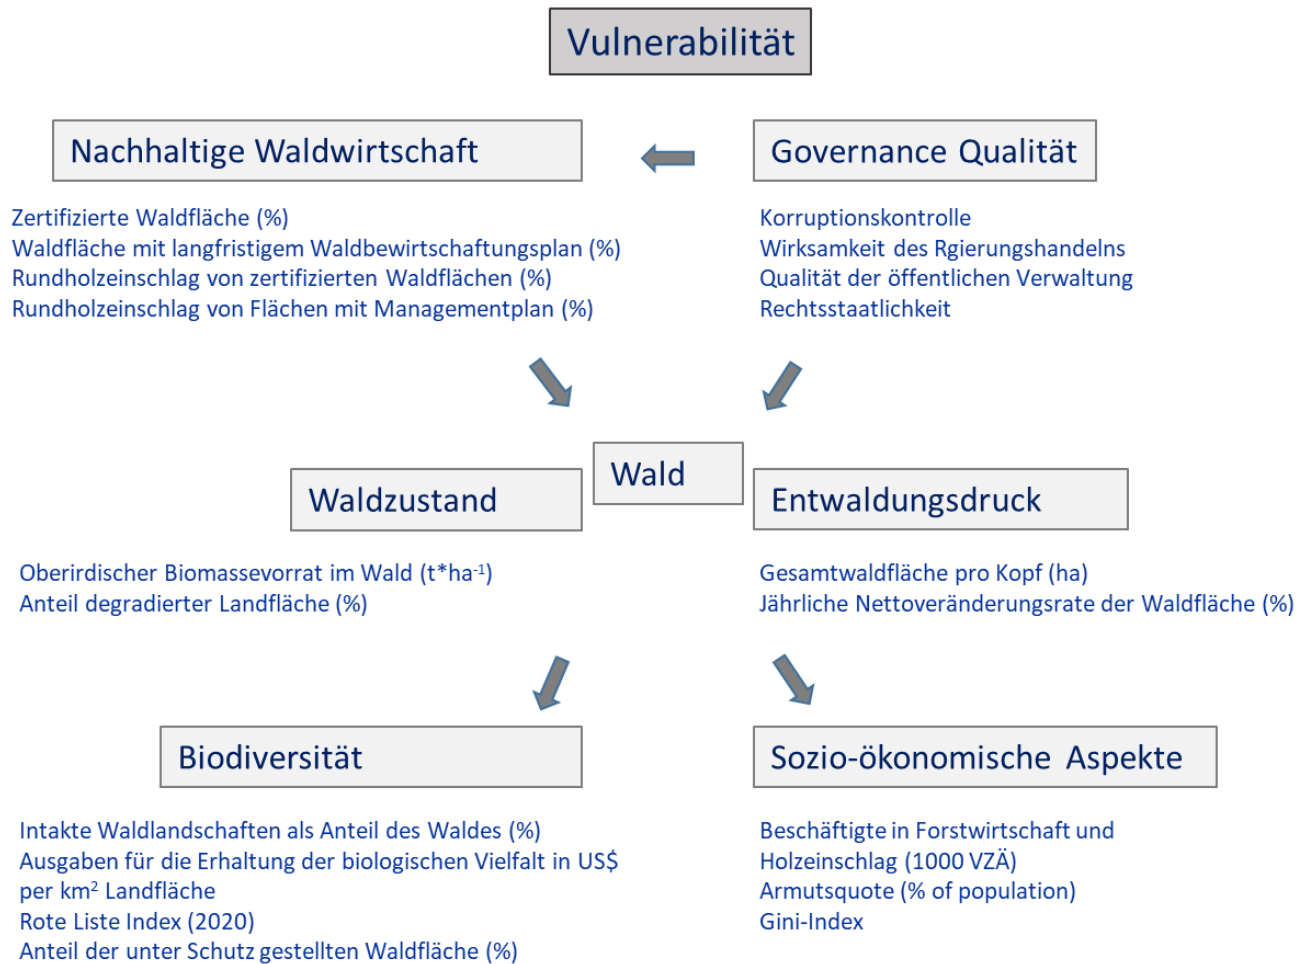 Vulnerabilität
Nachhaltige Waldwirtschaft
Zertifizierte Waldfläche (%)
Waldfläche mit langfristigem Waldbewirtschaftungsplan (%)
Rundholzeinschlag von zertifizierten Waldflächen (%)
Rundholzeinschlag von Flächen mit Managementplan (%)
Governance Qualität
Korruptionskontrolle
Wirksamkeit des Rgierungshandelns
Qualität der öffentlichen Verwaltung
Rechtsstaatlichkeit
Wald
Waldzustand
Oberirdischer Biomassevorrat im Wald (t*ha⁻¹)
Anteil degradierter Landfläche (%)
Entwaldungsdruck
Gesamtwaldfläche pro Kopf (ha)
Jährliche Nettoveränderungsrate der Waldfläche (%)
Biodiversität
Intakte Waldlandschaften als Anteil des Waldes (%)
Ausgaben für die Erhaltung der biologischen Vielfalt in US$
per km² Landfläche
Rote Liste Index (2020)
Anteil der unter Schutz gestellten Waldfläche (%)
Sozio-ökonomische Aspekte
Beschäftigte in Forstwirtschaft und
Holzeinschlag (1000 VZÄ)
Armutsquote (% of population)
Gini-Index